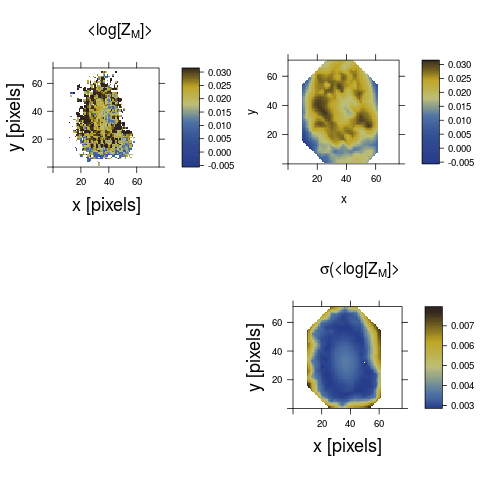 <log[Z_M]>
60
40
20
20 40 60
y [pixels]
x [pixels]
0.030
0.025
0.020
0.015
0.010
0.005
0.000
-0.005
60
40
20
20 40 60
y
x
0.030
0.025
0.020
0.015
0.010
0.005
0.000
-0.005
σ(<log[Z_M]>
60
40
20
20 40 60
y [pixels]
x [pixels]
0.007
0.006
0.005
0.004
0.003